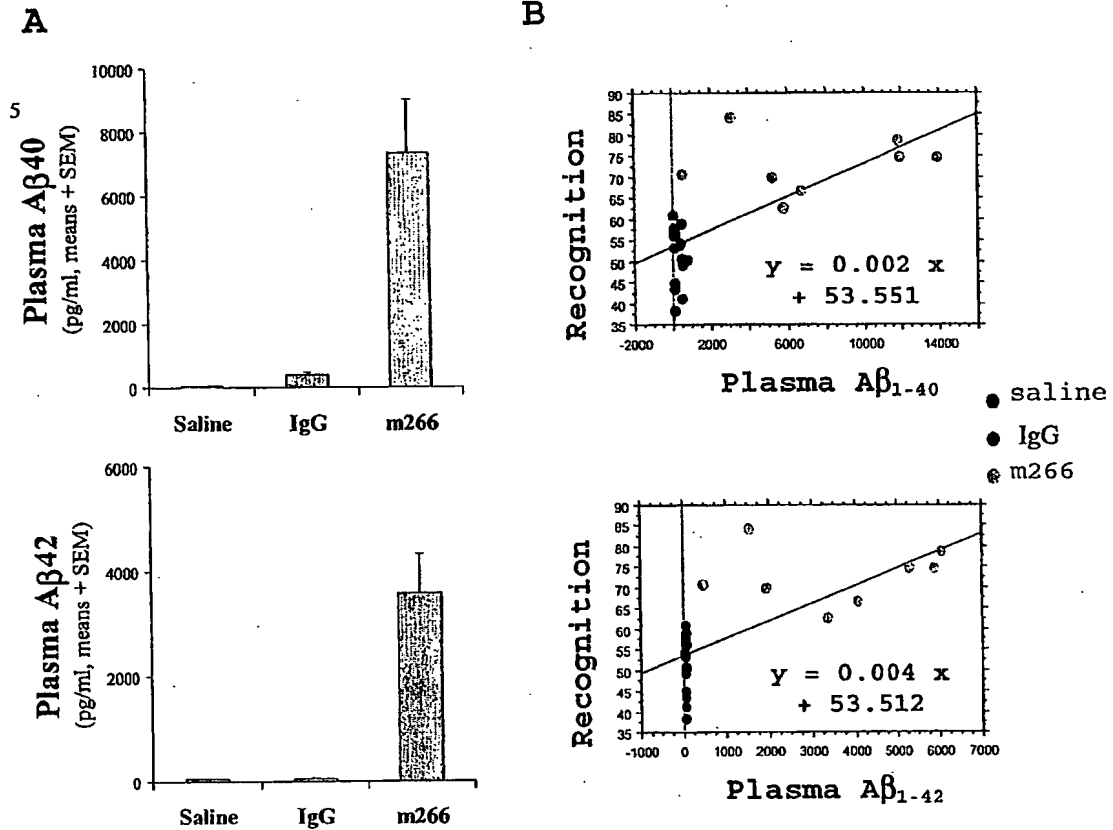 A
B
5
10000
8000
6000
4000
2000
0
Plasma Aβ40
(pg/ml, means + SEM)
Saline IgG m266
6000
4000
2000
0
Plasma Aβ42
(pg/ml, means + SEM)
Saline IgG m266
90
85
80
75
70
65
60
55
50
45
40
35
Recognition
y = 0.002 x
+ 53.551
-2000 0 2000 6000 10000 14000
Plasma Aβ1-40
saline
IgG
m266
90
85
80
75
70
65
60
55
50
45
40
35
Recognition
y = 0.004 x
+ 53.512
-1000 0 1000 2000 3000 4000 5000 6000 7000
Plasma Aβ1-42